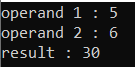 operand 1 : 5
operand 2 : 6
result : 30